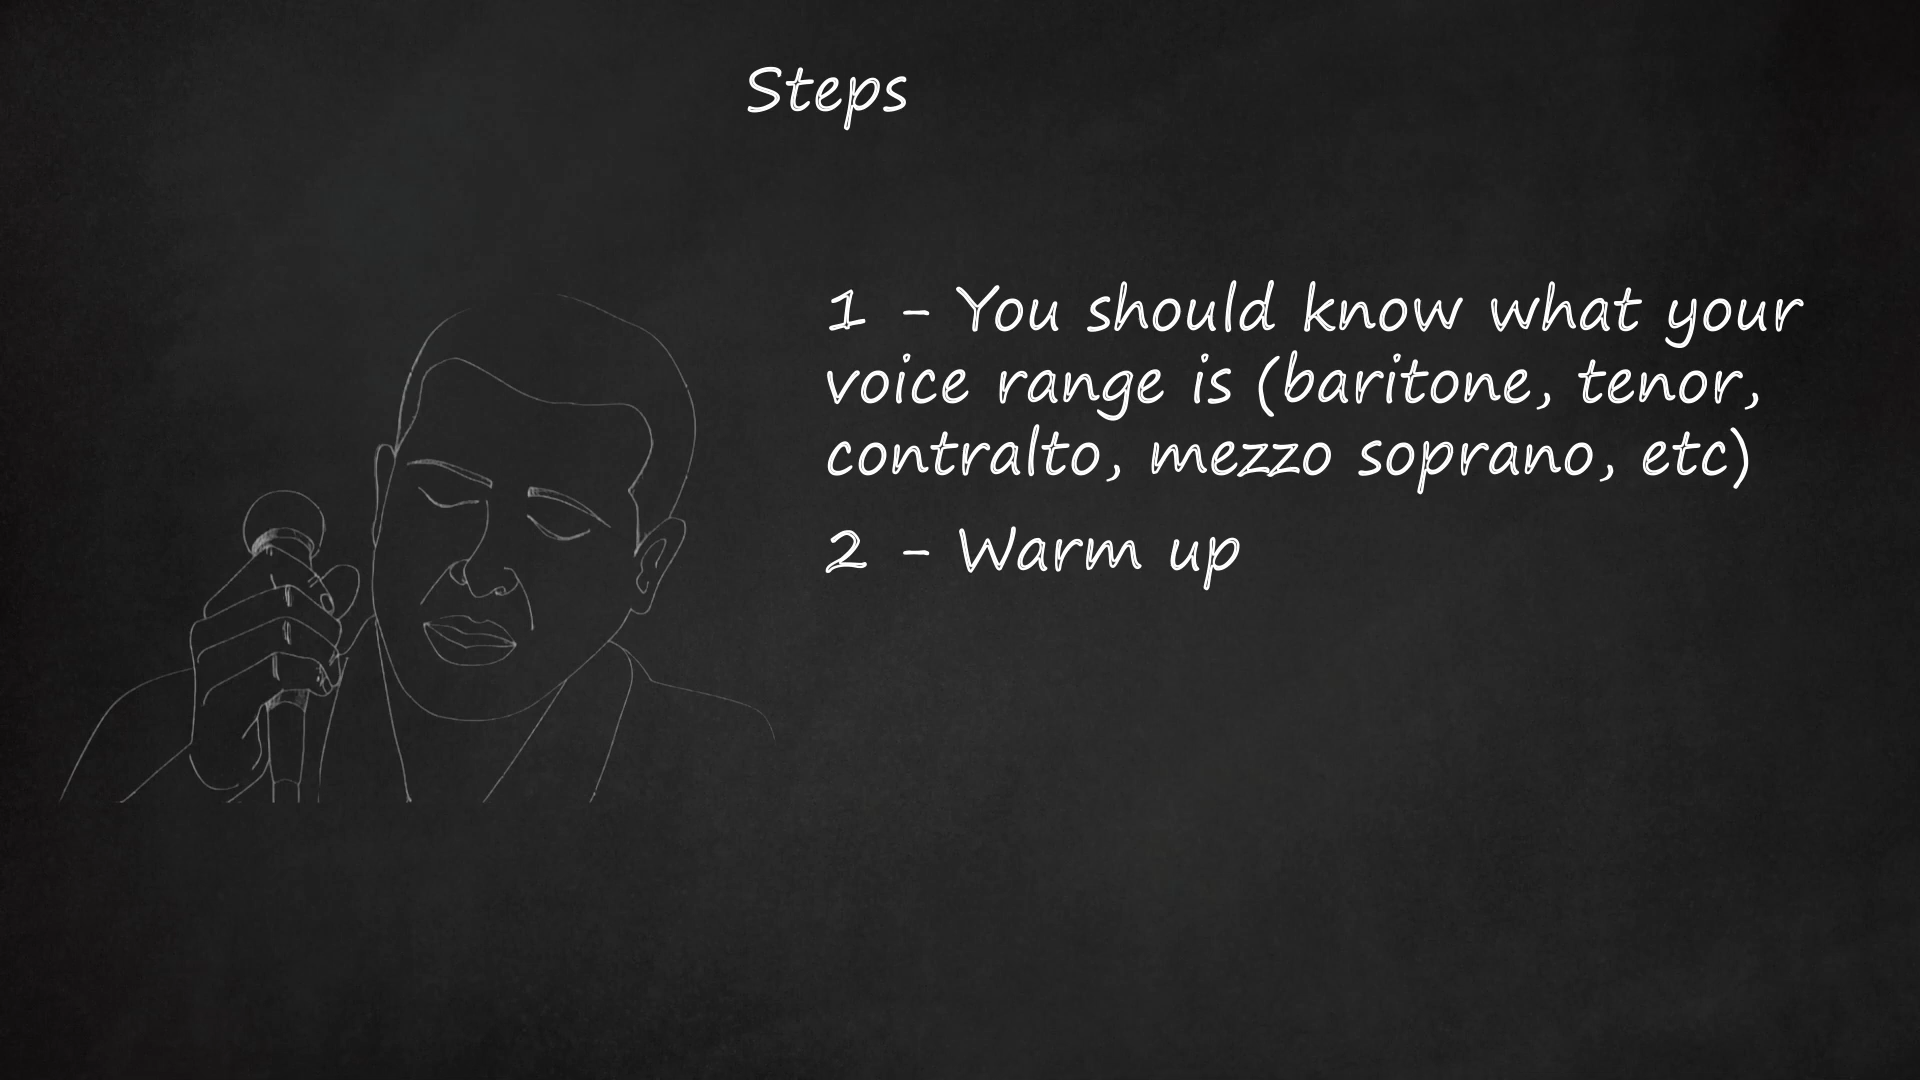 Steps
1 - You should know what your
voice range is (baritone, tenor,
contralto, mezzo soprano, etc)
2 - Warm up